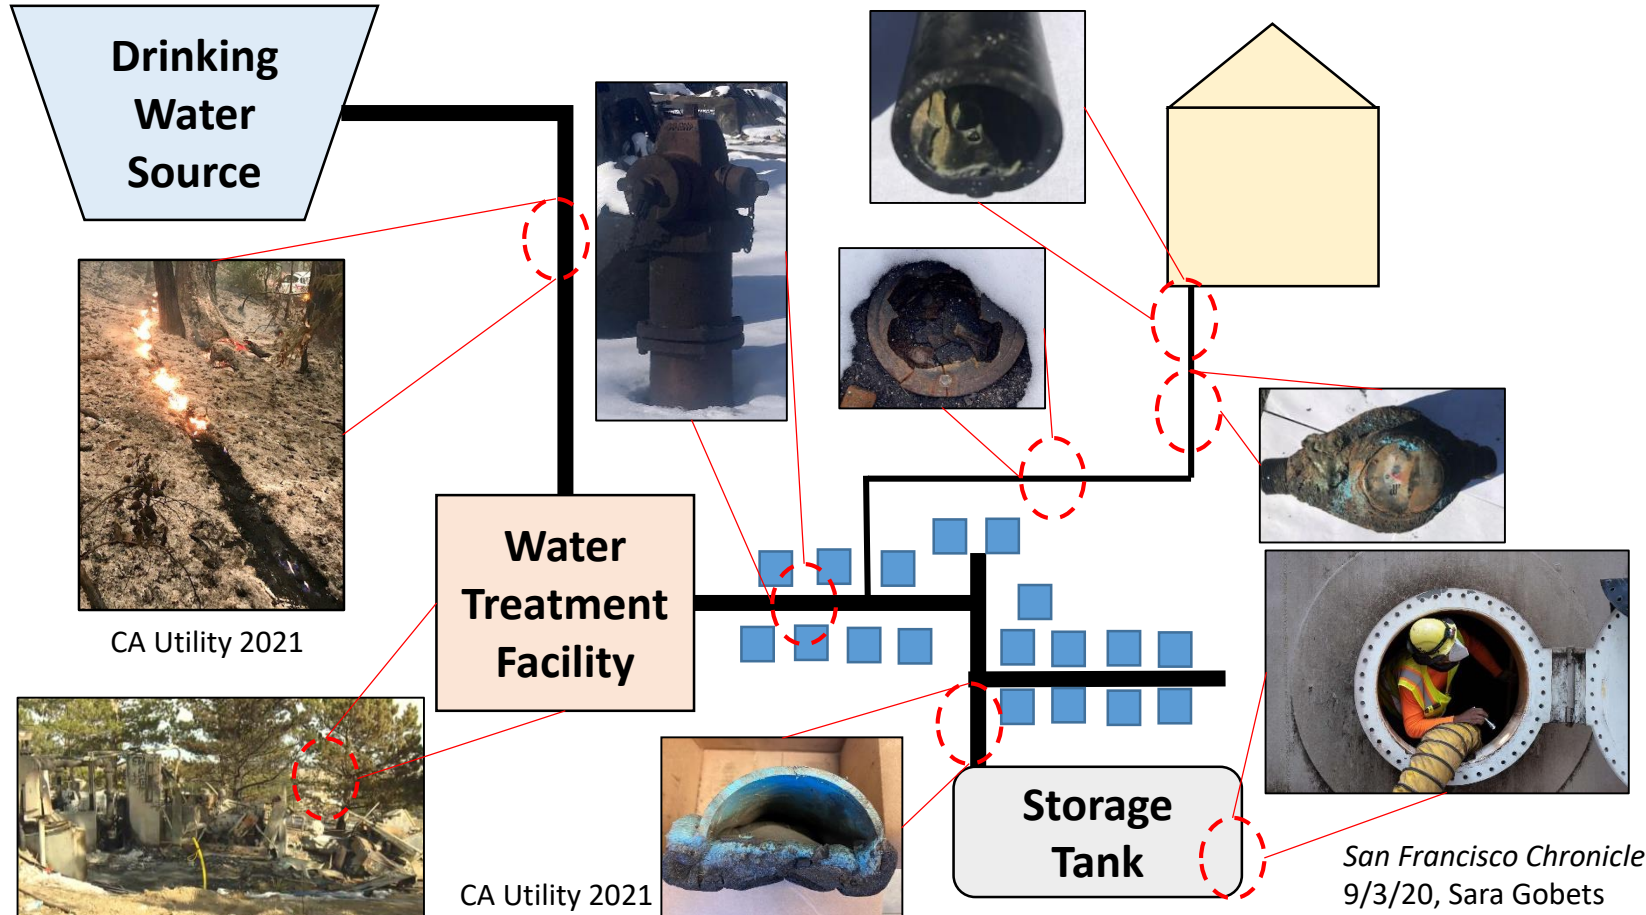 Drinking
Water
Source
CA Utility 2021
Water
Treatment
Facility
CA Utility 2021
Storage
Tank
San Francisco Chronicle
9/3/20, Sara Gobets